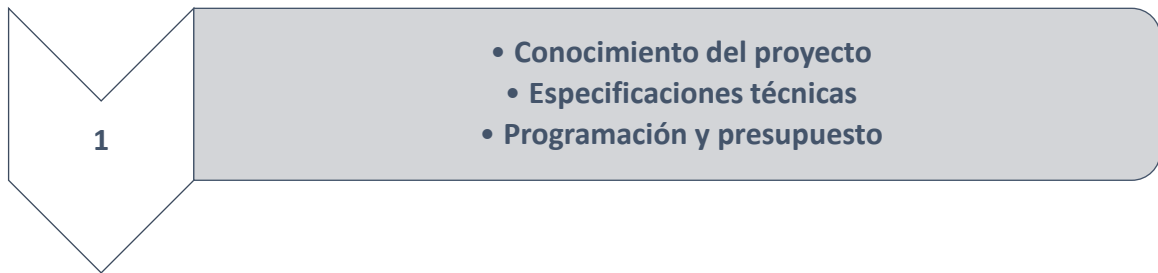 1
• Conocimiento del proyecto
• Especificaciones técnicas
• Programación y presupuesto